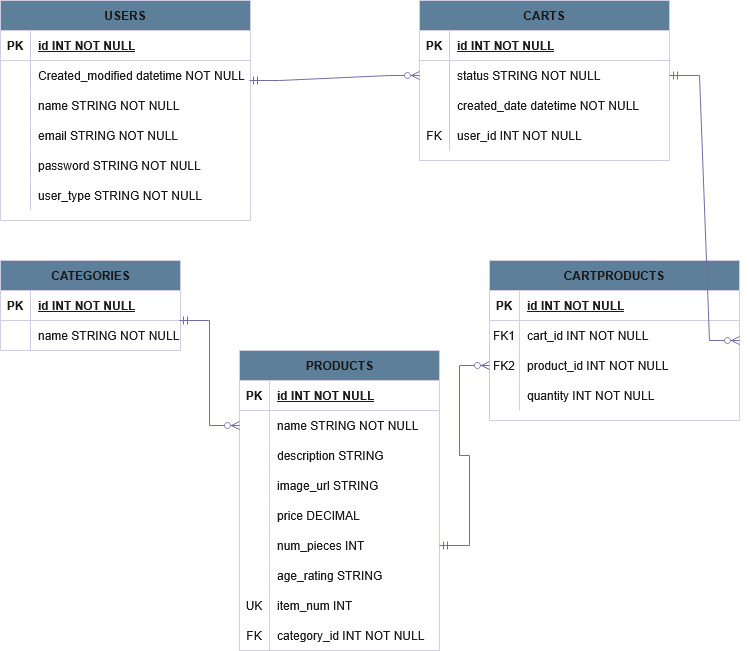 USERS
PK id INT NOT NULL
Created_modified datetime NOT NULL
name STRING NOT NULL
email STRING NOT NULL
password STRING NOT NULL
user_type STRING NOT NULL
CARTS
PK id INT NOT NULL
status STRING NOT NULL
created_date datetime NOT NULL
FK user_id INT NOT NULL
CATEGORIES
PK id INT NOT NULL
name STRING NOT NULL
CARTPRODUCTS
PK id INT NOT NULL
FK1 cart_id INT NOT NULL
FK2 product_id INT NOT NULL
quantity INT NOT NULL
PRODUCTS
PK id INT NOT NULL
name STRING NOT NULL
description STRING
image_url STRING
price DECIMAL
num_pieces INT
age_rating STRING
UK item_num INT
FK category_id INT NOT NULL